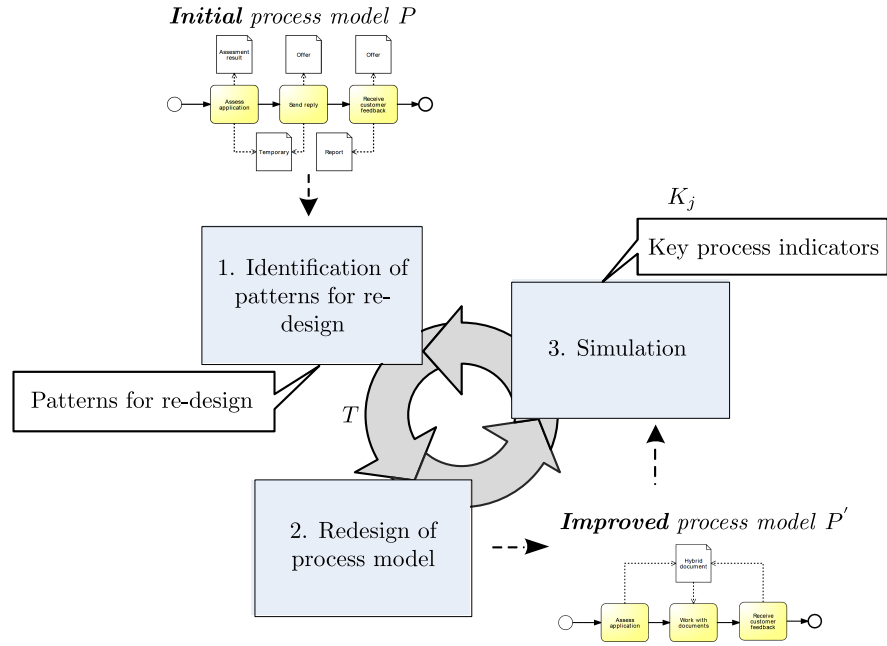 Initial process model P
Assesment
result
Offer
Offer
Assess
application
Send reply
Receive
customer
feedback
Temporary
Report
K_j
Key process indicators
1. Identification of
patterns for re-
design
3. Simulation
Patterns for re-design
T
2. Redesign of
process model
Improved process model P'
Hybrid
document
Assess
application
Work with
documents
Receive
customer
feedback